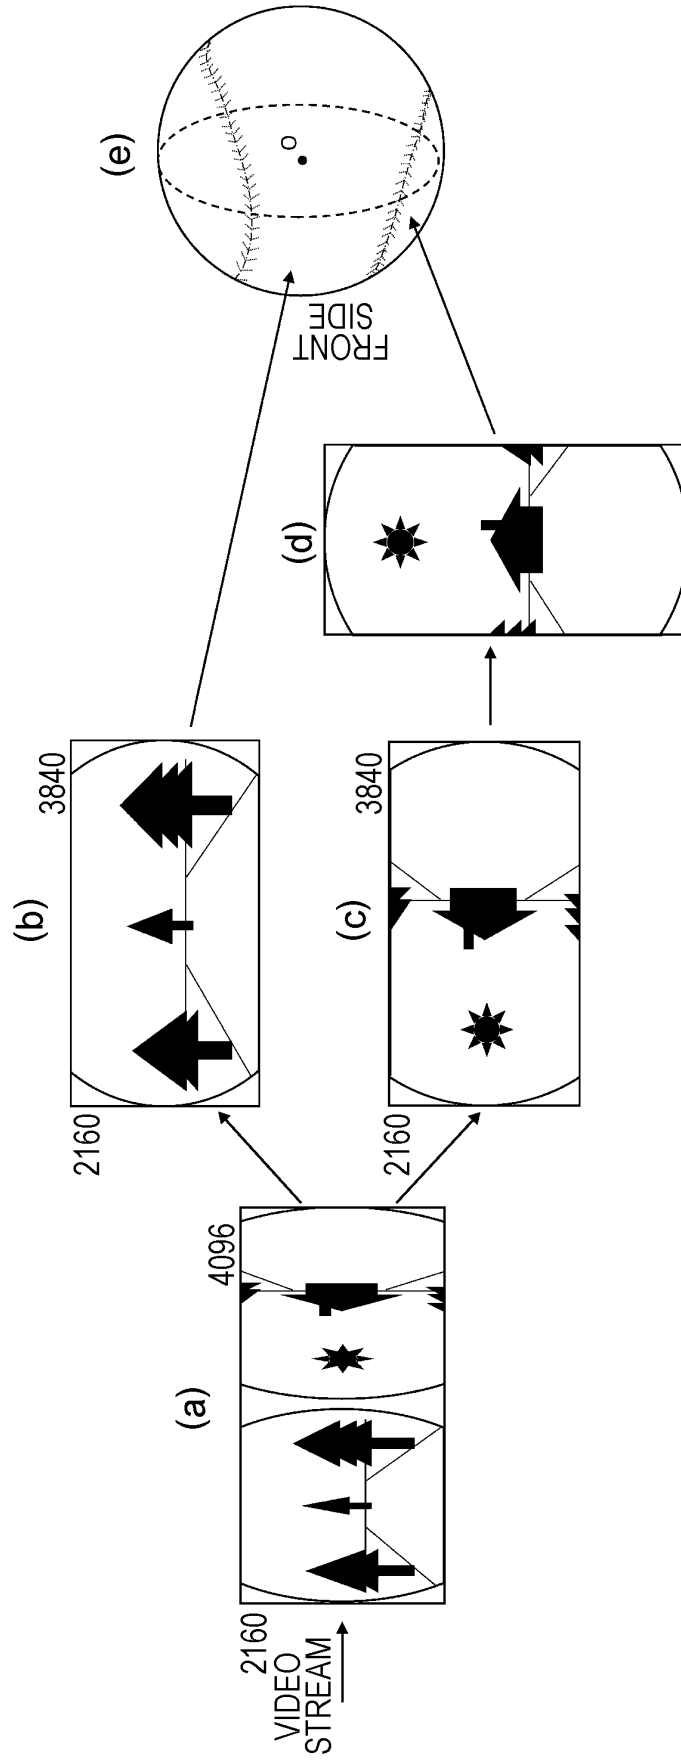 (a)
2160
4096
VIDEO
STREAM
(b)
2160
3840
(c)
2160
3840
(d)
(e)
O
FRONT
SIDE